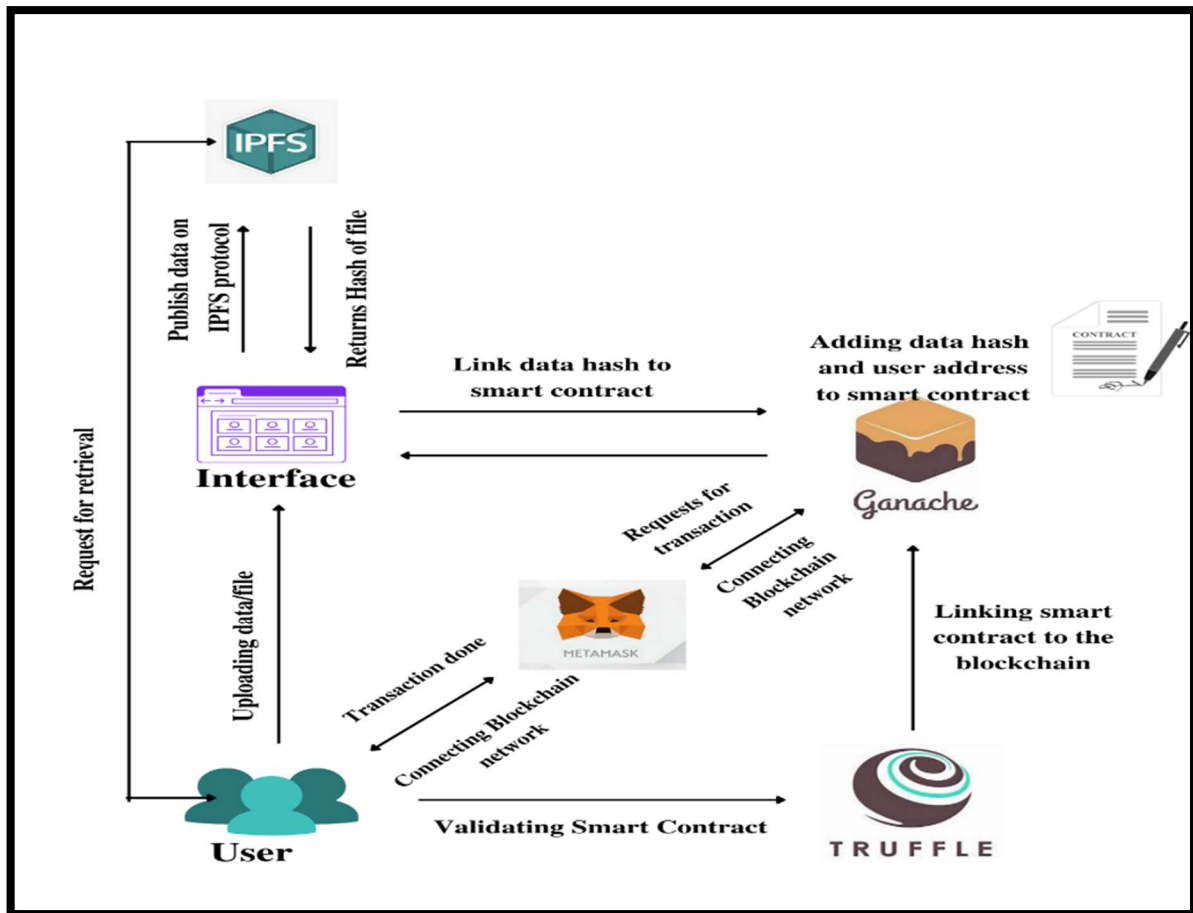 IPFS
Publish data on
IPFS protocol
Returns Hash of file
Request for retrieval
Link data hash to
smart contract
Adding data hash
and user address
to smart contract
CONTRACT
Interface
Ganache
Requests for
transaction
Connecting
Blockchain
network
METAMASK
Linking smart
contract to the
blockchain
Uploading data/file
Transaction done
Connecting Blockchain
network
Validating Smart Contract
User
TRUFFLE